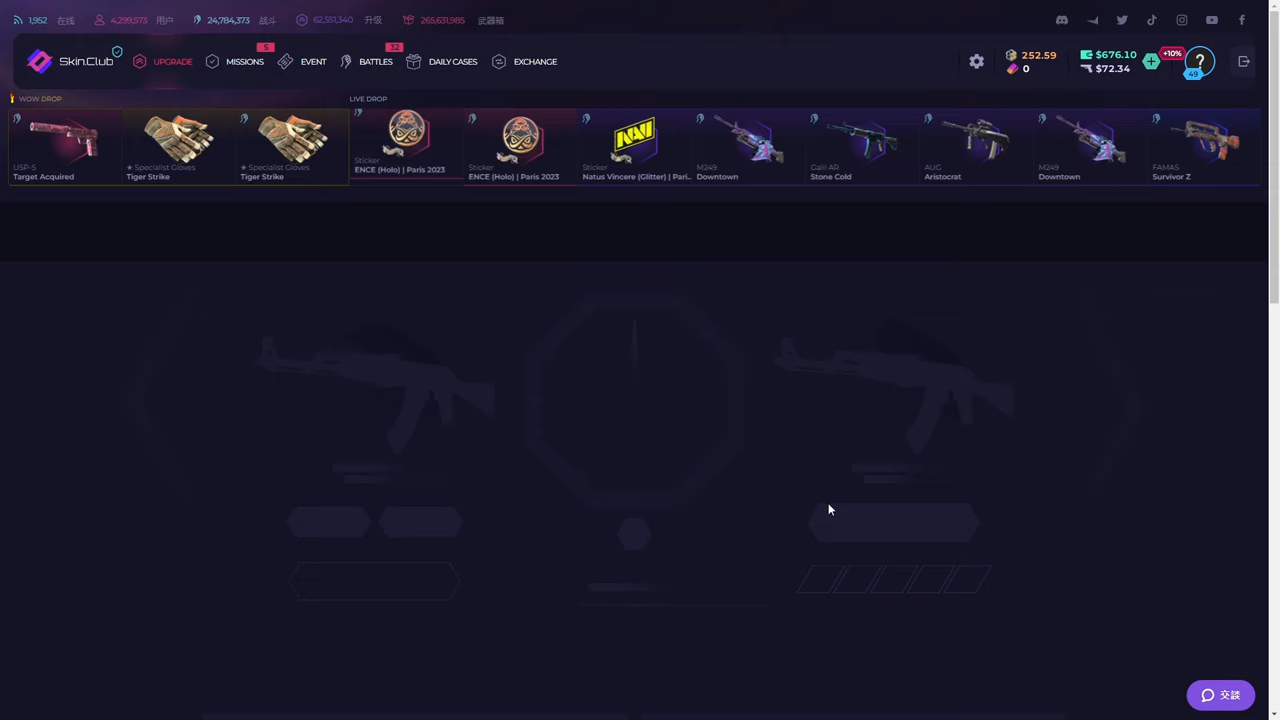 1,952 在线 4,299,573 用户 24,784,373 战斗 62,551,340 升级 265,631,985 武器箱
Skin.Club UPGRADE 5 MISSIONS EVENT 32 BATTLES DAILY CASES EXCHANGE
252.59
0
$676.10
$72.34
+10%
?
49
WOW DROP
LIVE DROP
USP-S
Target Acquired
★ Specialist Gloves
Tiger Strike
★ Specialist Gloves
Tiger Strike
Sticker
ENCE (Holo) | Paris 2023
Sticker
ENCE (Holo) | Paris 2023
NAVI
Sticker
Natus Vincere (Glitter) | Pari...
M249
Downtown
Galil AR
Stone Cold
AUG
Aristocrat
M249
Downtown
FAMAS
Survivor Z
交談